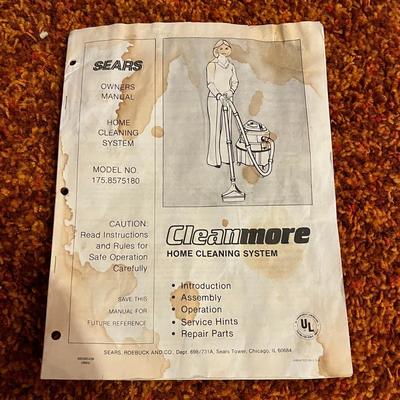 SEARS
OWNERS
MANUAL
HOME
CLEANING
SYSTEM
MODEL NO.
175.8575180
CAUTION:
Read Instructions
and Rules for
Safe Operation
Carefully
SAVE THIS
MANUAL FOR
FUTURE REFERENCE
Cleanmore
HOME CLEANING SYSTEM
• Introduction
• Assembly
• Operation
• Service Hints
• Repair Parts
UL
SEARS, ROEBUCK AND CO., Dept. 698/731A, Sears Tower, Chicago, IL 60684